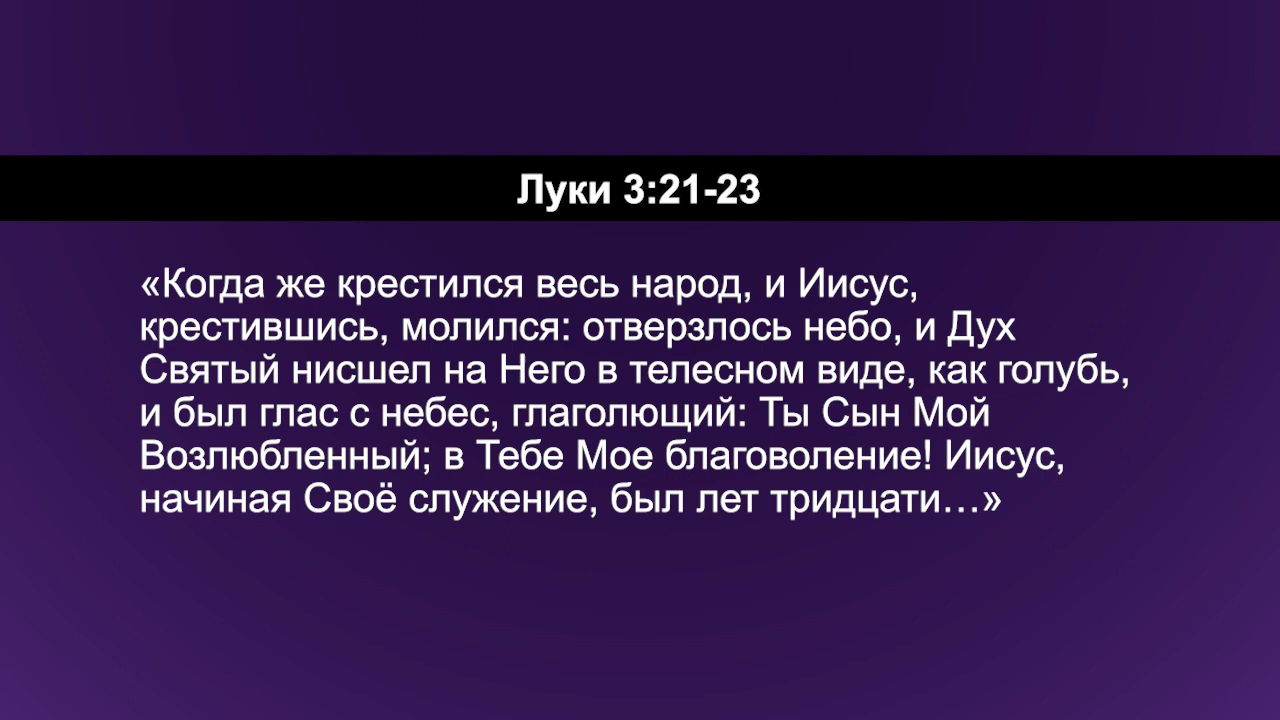 Луки 3:21-23
«Когда же крестился весь народ, и Иисус,
крестившись, молился: отверзлось небо, и Дух
Святый нисшел на Него в телесном виде, как голубь,
и был глас с небес, глаголющий: Ты Сын Мой
Возлюбленный; в Тебе Мое благоволение! Иисус,
начиная Своё служение, был лет тридцати…»